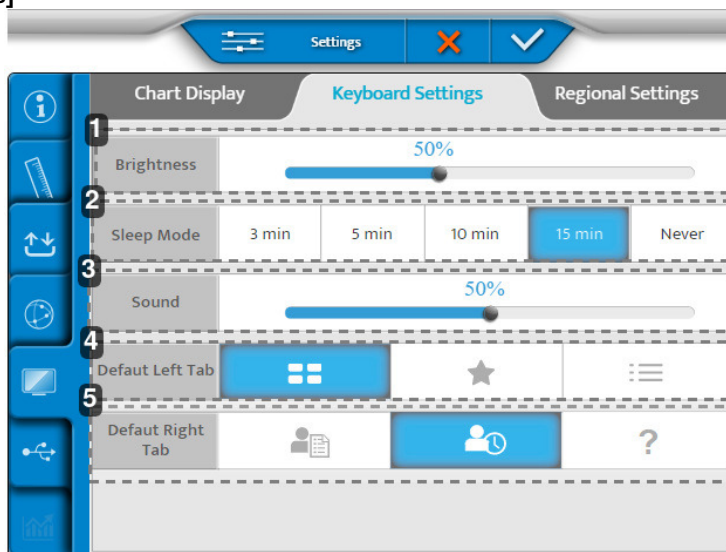 Settings
Chart Display Keyboard Settings Regional Settings
1
Brightness 50%
2
Sleep Mode 3 min 5 min 10 min 15 min Never
3
Sound 50%
4
Defaut Left Tab
5
Defaut Right
Tab ?